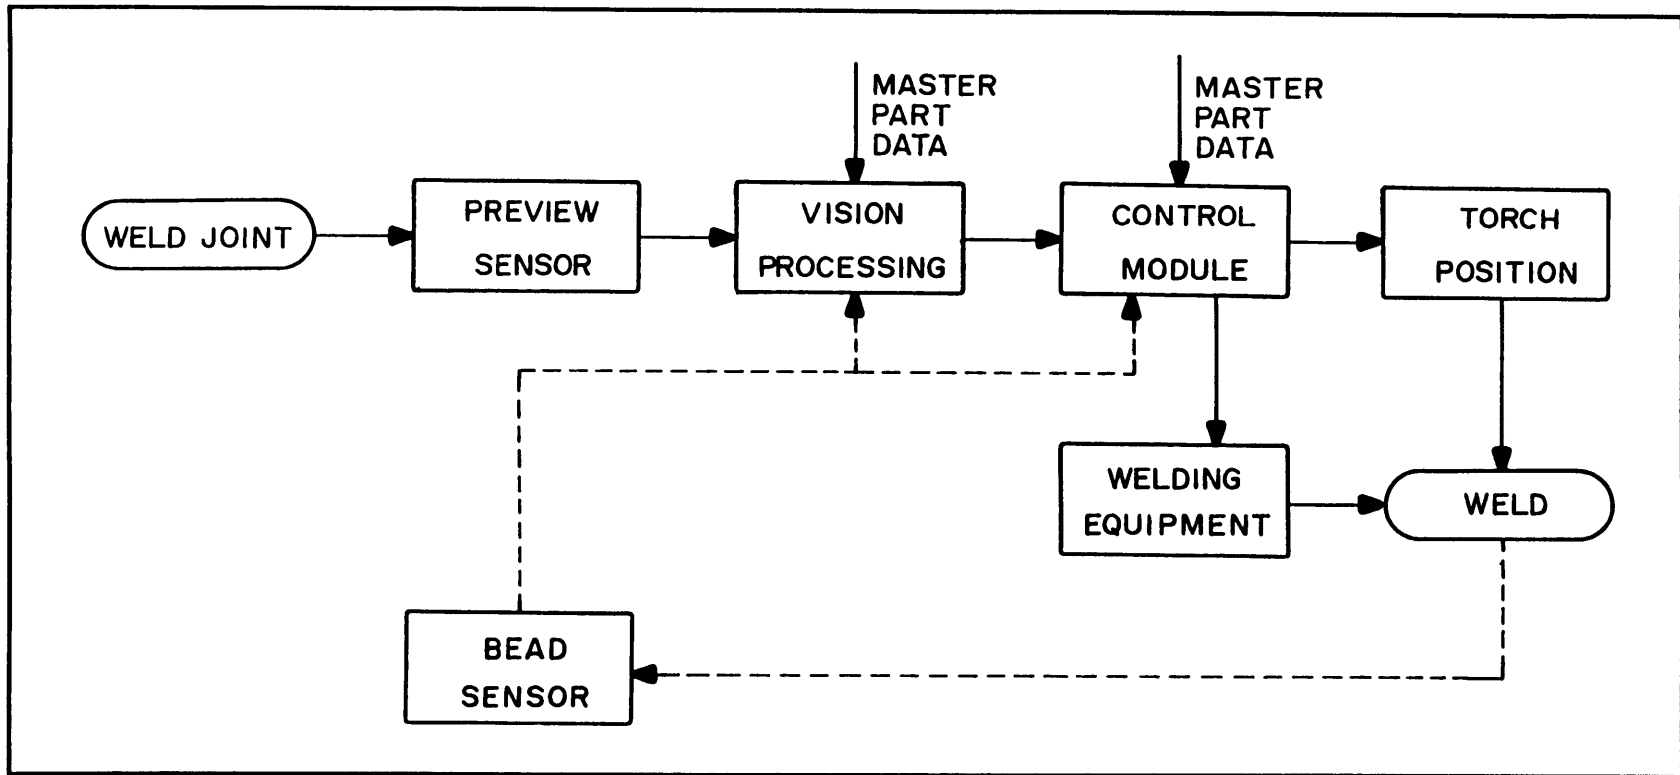 MASTER
PART
DATA
MASTER
PART
DATA
WELD JOINT
PREVIEW
SENSOR
VISION
PROCESSING
CONTROL
MODULE
TORCH
POSITION
WELDING
EQUIPMENT
WELD
BEAD
SENSOR